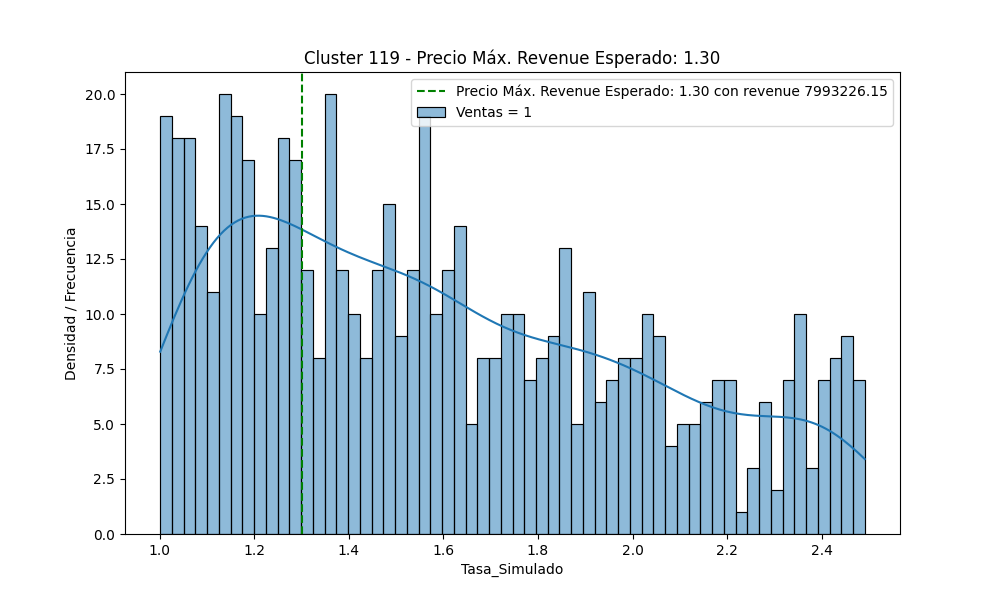 Cluster 119 - Precio Máx. Revenue Esperado: 1.30
Precio Máx. Revenue Esperado: 1.30 con revenue 7993226.15
Ventas = 1
Densidad / Frecuencia
20.0
17.5
15.0
12.5
10.0
7.5
5.0
2.5
0.0
1.0 1.2 1.4 1.6 1.8 2.0 2.2 2.4
Tasa_Simulado